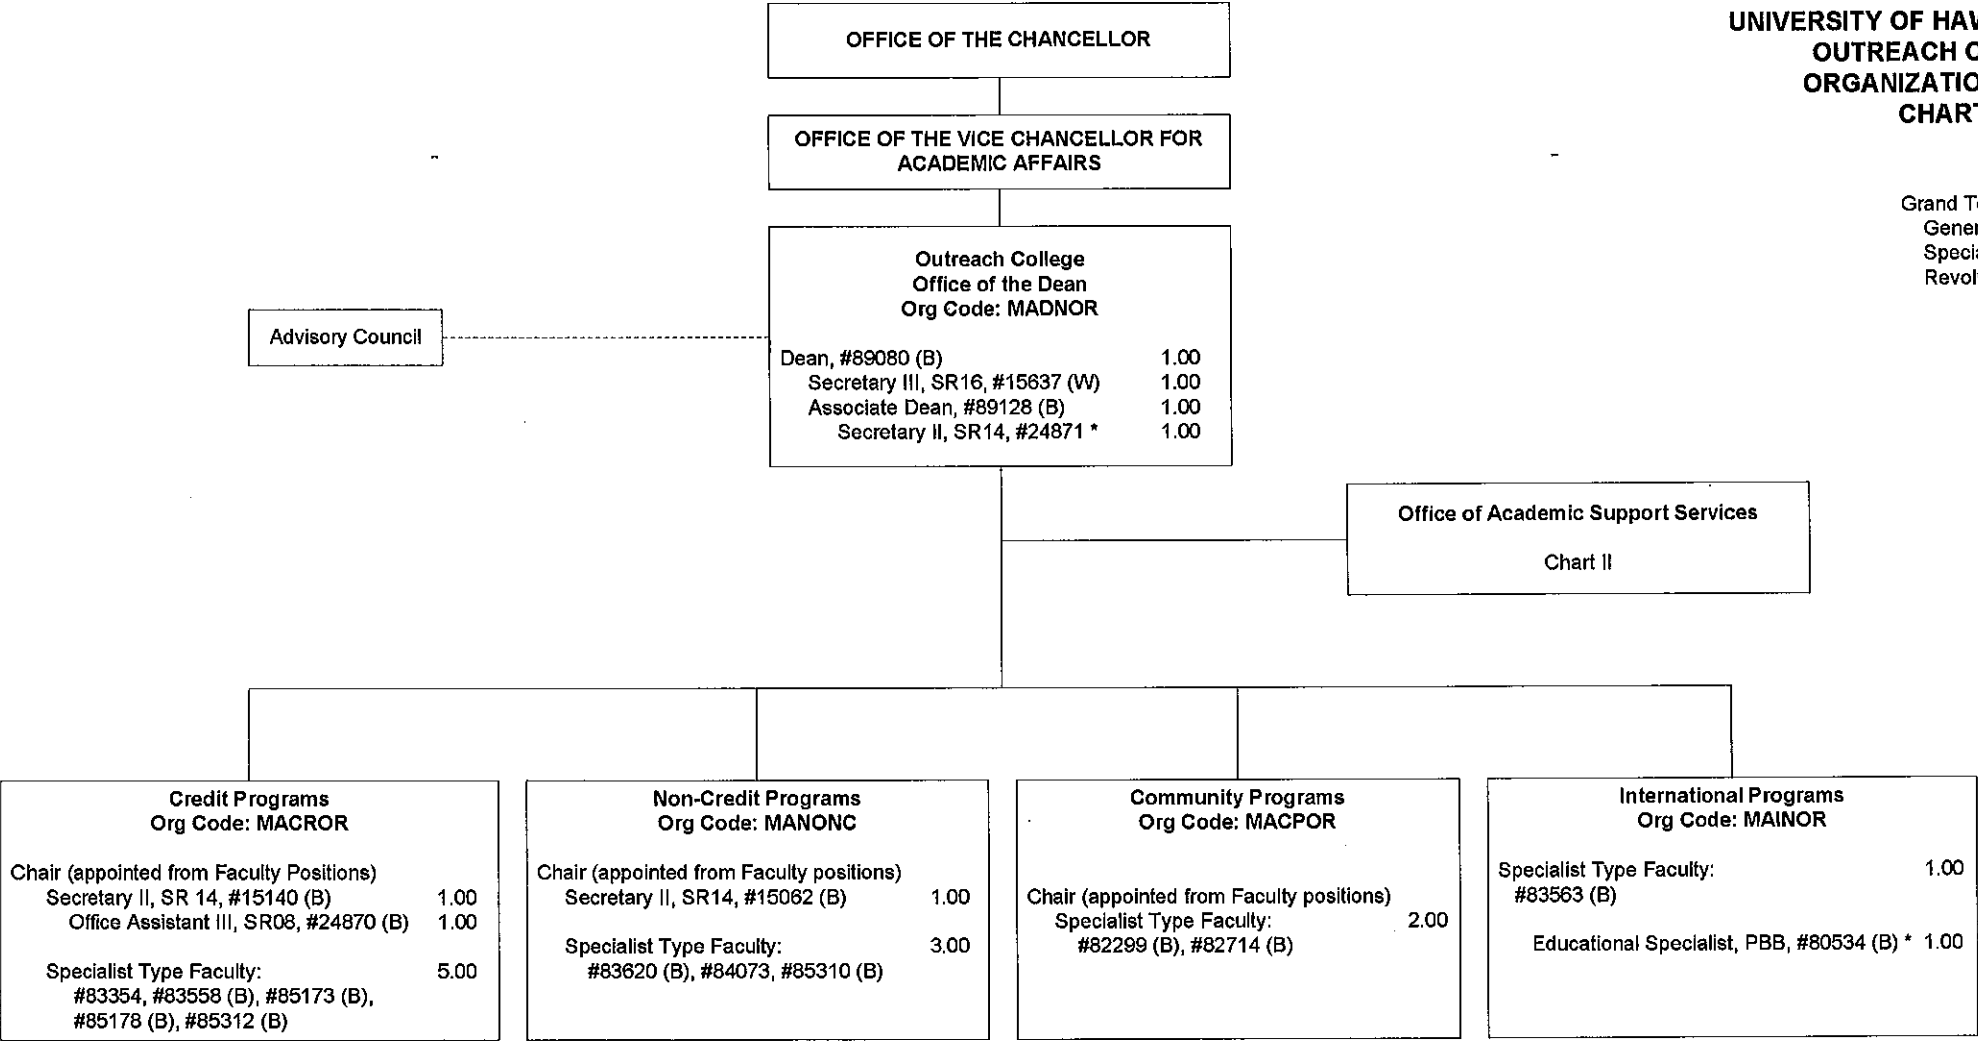 OFFICE OF THE CHANCELLOR
UNIVERSITY OF
OUTREACH
CHART
OFFICE OF THE VICE CHANCELLOR FOR
ACADEMIC AFFAIRS
Grand
Outreach College
Office of the Dean
Org Code: MADNOR
Advisory Council
Dean, #89080 (B) 1.00
Secretary III, SR16, #15637 (W) 1.00
Associate Dean, #89128 (B) 1.00
Secretary II, SR14, #24871 * 1.00
Office of Academic Support Services
Chart II
Credit Programs
Org Code: MACROR
Chair (appointed from Faculty Positions)
Secretary II, SR 14, #15140 (B) 1.00
Office Assistant III, SR08, #24870 (B) 1.00
Specialist Type Faculty: 5.00
#83354, #83558 (B), #85173 (B),
#85178 (B), #85312 (B)
Non-Credit Programs
Org Code: MANONC
Chair (appointed from Faculty positions)
Secretary II, SR14, #15062 (B) 1.00
Specialist Type Faculty: 3.00
#83620 (B), #84073, #85310 (B)
Community Programs
Org Code: MACPOR
Chair (appointed from Faculty positions)
Specialist Type Faculty: 2.00
#82299 (B), #82714 (B)
International Programs
Org Code: MAINOR
Specialist Type Faculty: 1.00
#83563 (B)
Educational Specialist, PBB, #80534 (B) * 1.00